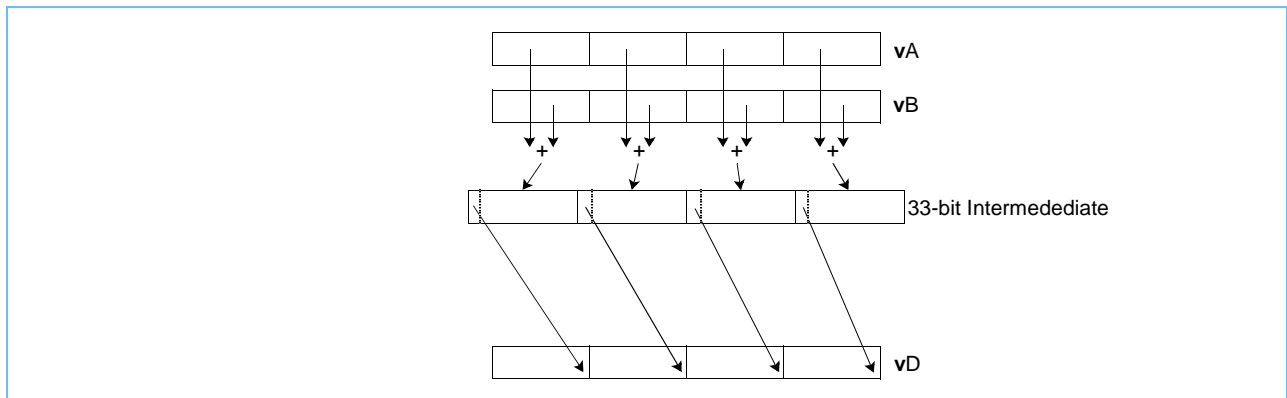 vA
vB
+ + + +
33-bit Intermedediate
vD